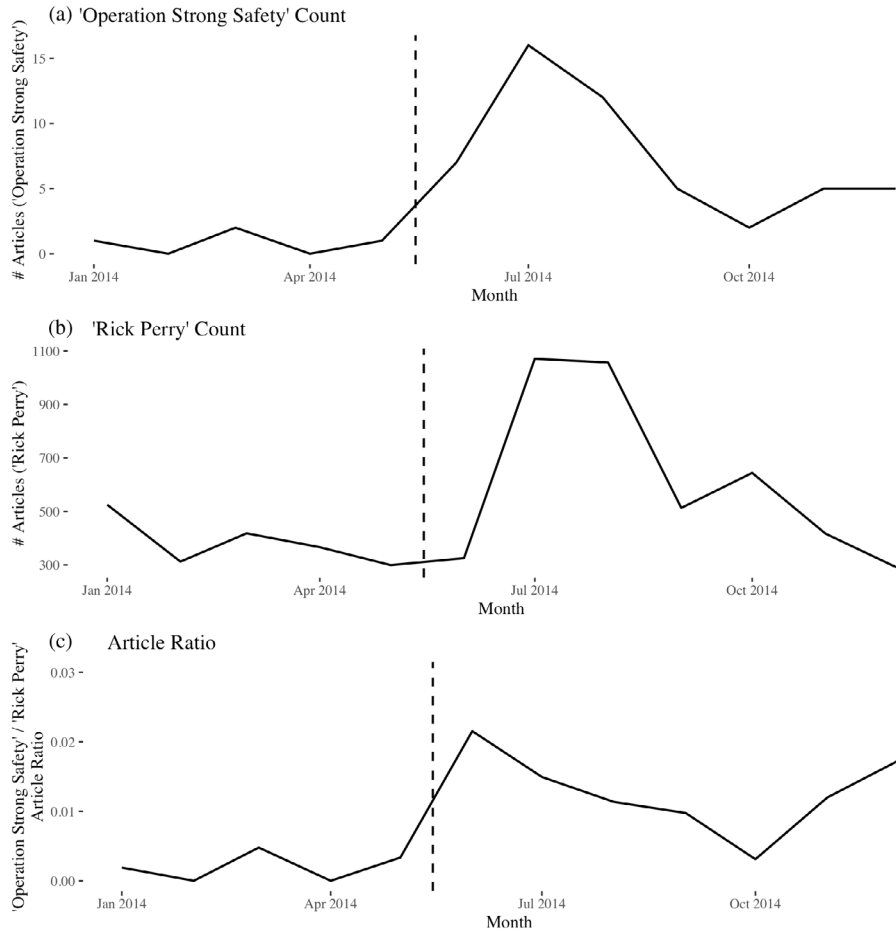 (a) 'Operation Strong Safety' Count
# Articles ('Operation Strong Safety')
15
10
5
0
Jan 2014 Apr 2014 Jul 2014 Oct 2014
Month
(b) 'Rick Perry' Count
# Articles ('Rick Perry')
1100
900
700
500
300
Jan 2014 Apr 2014 Jul 2014 Oct 2014
Month
(c) Article Ratio
'Operation Strong Safety' / 'Rick Perry'
Article Ratio
0.03
0.02
0.01
0.00
Jan 2014 Apr 2014 Jul 2014 Oct 2014
Month